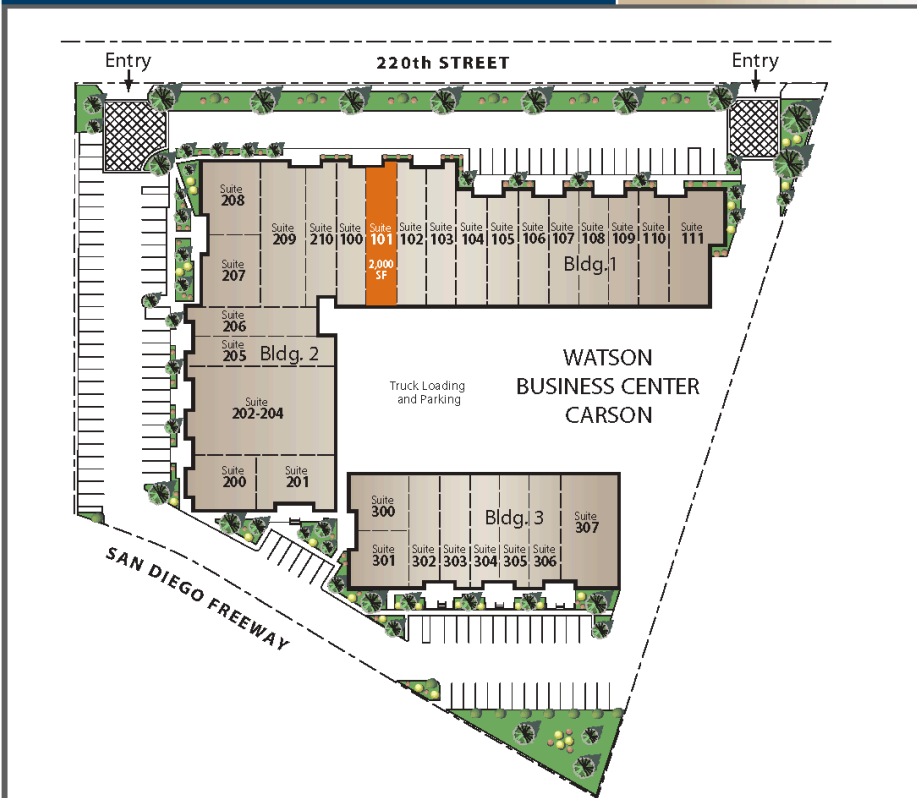 Entry
220th STREET
Entry
Suite
208
Suite
209
Suite
210
Suite
100
Suite
101
2,000
SF
Suite
102
Suite
103
Suite
104
Suite
105
Suite
106
Suite
107
Suite
108
Suite
109
Suite
110
Suite
111
Bldg.1
Suite
207
Suite
206
Suite
205
Bldg. 2
Suite
202-204
Suite
200
Suite
201
Truck Loading
and Parking
WATSON
BUSINESS CENTER
CARSON
Suite
300
Suite
301
Suite
302
Suite
303
Suite
304
Suite
305
Suite
306
Bldg. 3
Suite
307
SAN DIEGO FREEWAY